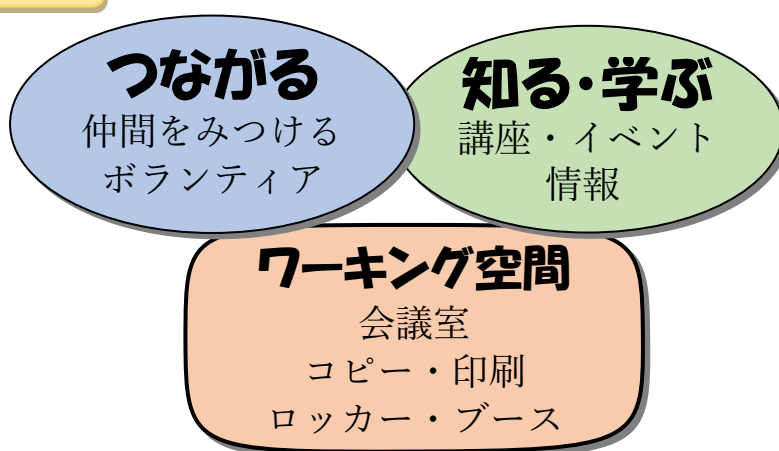 つながる
仲間をみつける
ボランティア
知る・学ぶ
講座・イベント
情報
ワーキング空間
会議室
コピー・印刷
ロッカー・ブース